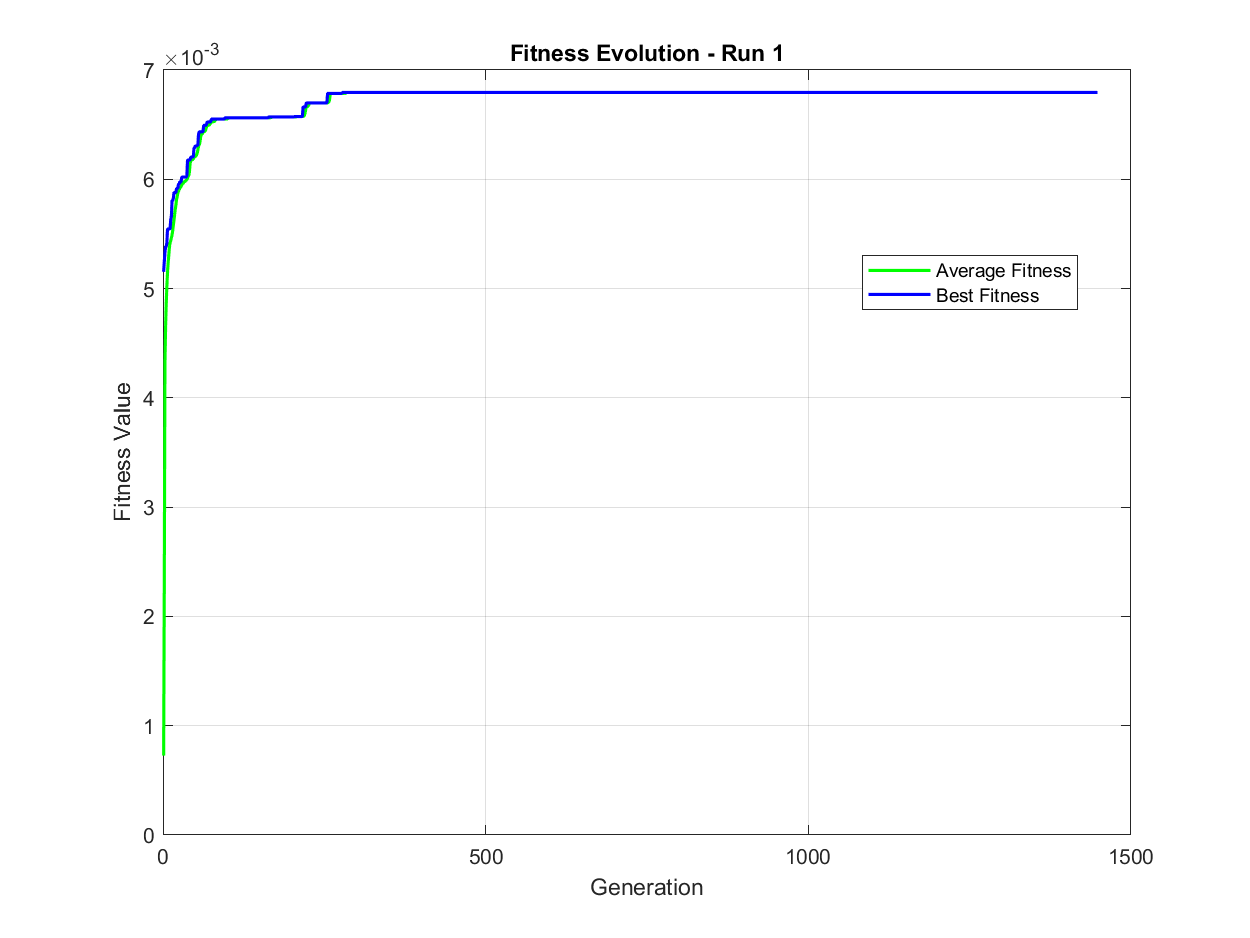 Fitness Evolution - Run 1
×10⁻³
7
6
5
4
3
2
1
0
Fitness Value
Average Fitness
Best Fitness
0 500 1000 1500
Generation